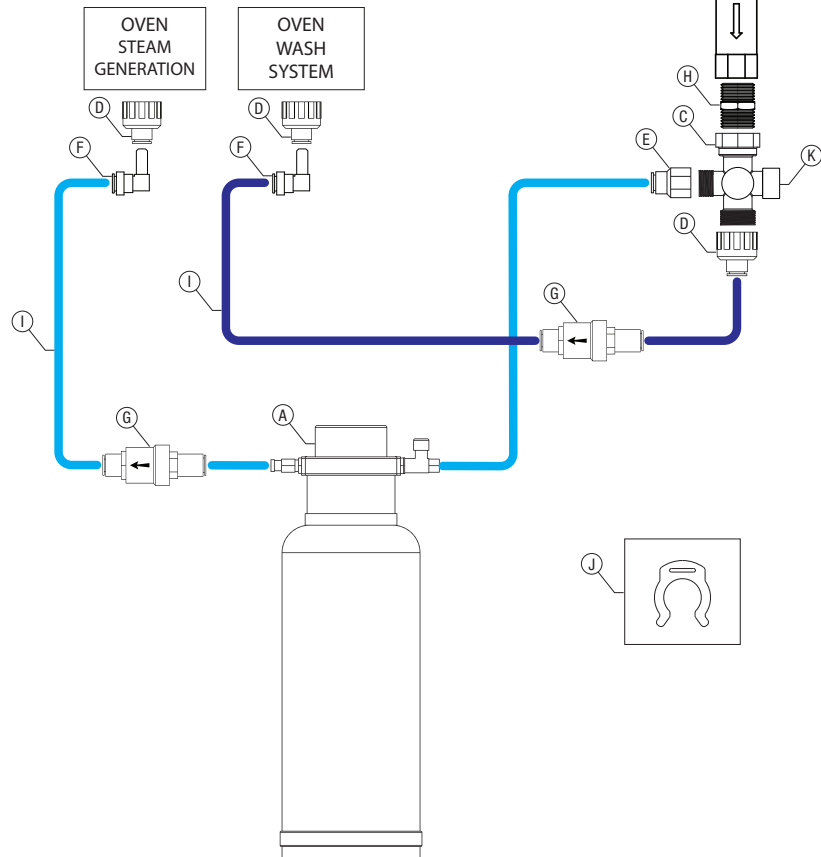 OVEN
STEAM
GENERATION
OVEN
WASH
SYSTEM
H
D
D
C
F
F
E
K
D
I
I
G
G
A
J